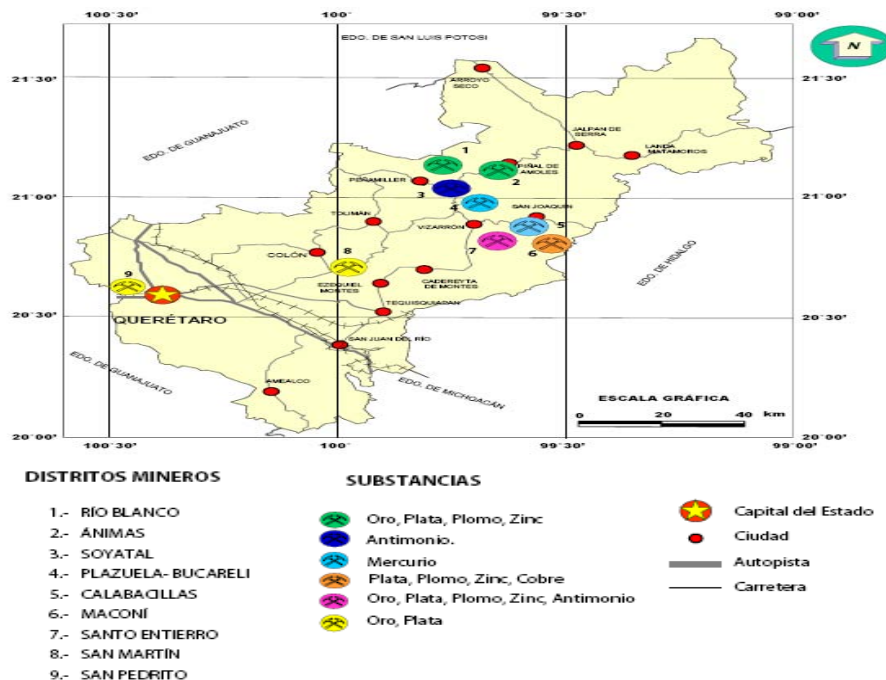 100°30'
100°
99°30'
99°00'
EDO. DE SAN LUIS POTOSI
N
21°30'
21°30'
ARROYO
SECO
EDO. DE GUANAJUATO
JALPAN DE
SERRA
LANDA
MATAMOROS
1
PIÑAL DE
AMOLES
2
PEÑAMILLER
3
21°00'
21°00'
4
SAN JOAQUIN
TOLIMÁN
VIZARRÓN
5
COLÓN
8
7
6
EDO. DE HIDALGO
9
EZEQUIEL
MONTES
CADEREYTA
DE MONTES
TEQUISQUIAPAN
20°30'
QUERÉTARO
20°30'
SAN JUAN DEL RÍO
EDO. DE GUANAJUATO
AMEALCO
EDO. DE MICHOACÁN
ESCALA GRÁFICA
km
0 20 40
20°00'
20°00'
100°30'
100°
99°30'
99°00'
DISTRITOS MINEROS
1.- RÍO BLANCO
2.- ÁNIMAS
3.- SOYATAL
4.- PLAZUELA- BUCARELI
5.- CALABACILLAS
6.- MACONÍ
7.- SANTO ENTIERRO
8.- SAN MARTÍN
9.- SAN PEDRITO
SUBSTANCIAS
Oro, Plata, Plomo, Zinc
Antimonio.
Mercurio
Plata, Plomo, Zinc, Cobre
Oro, Plata, Plomo, Zinc, Antimonio
Oro, Plata
Capital del Estado
Ciudad
Autopista
Carretera